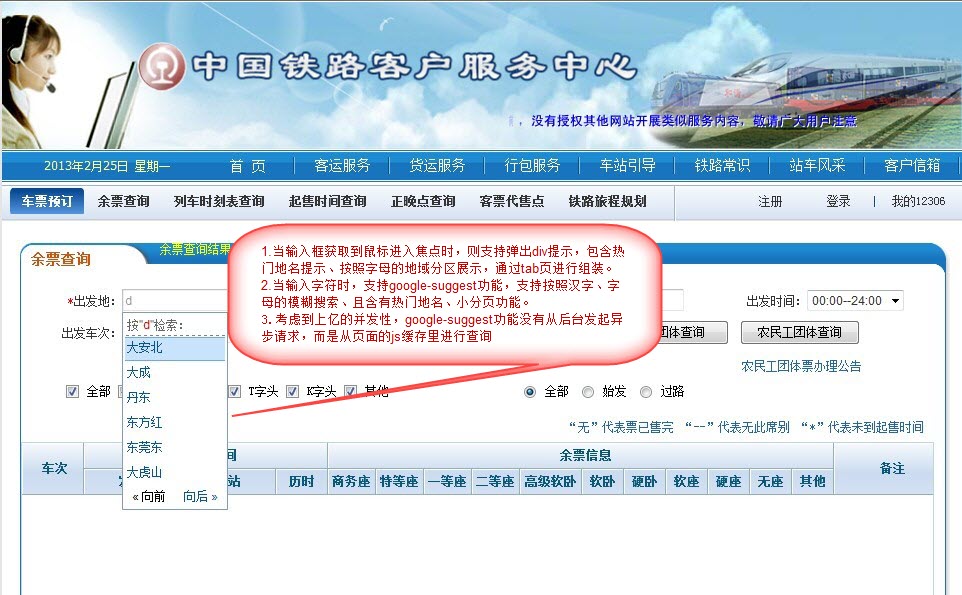 中国铁路客户服务中心
，没有授权其他网站开展类似服务内容，敬请广大用户注意
2013年2月25日 星期一 首 页 客运服务 货运服务 行包服务 车站引导 铁路常识 站车风采 客户信箱
车票预订 余票查询 列车时刻表查询 起售时间查询 正晚点查询 客票代售点 铁路旅程规划 注册 登录 我的12306
余票查询 余票查询结果
1.当输入框获取到鼠标进入焦点时，则支持弹出div提示，包含热
门地名提示、按照字母的地域分区展示，通过tab页进行组装。
2.当输入字符时，支持google-suggest功能，支持按照汉字、字
母的模糊搜索、且含有热门地名、小分页功能。
3. 考虑到上亿的并发性，google-suggest功能没有从后台发起异
步请求，而是从页面的js缓存里进行查询
*出发地： d 出发时间： 00:00--24:00
出发车次： 按"d"检索： 团体查询 农民工团体查询
大安北
农民工团体票办理公告
大成
全部 T字头 K字头 其他 全部 始发 过路
丹东
东方红
“无”代表票已售完 “--”代表无此席别 “*”代表未到起售时间
东莞东
车次 间 余票信息 备注
大虎山
站 历时 商务座 特等座 一等座 二等座 高级软卧 软卧 硬卧 软座 硬座 无座 其他
«向前 向后»